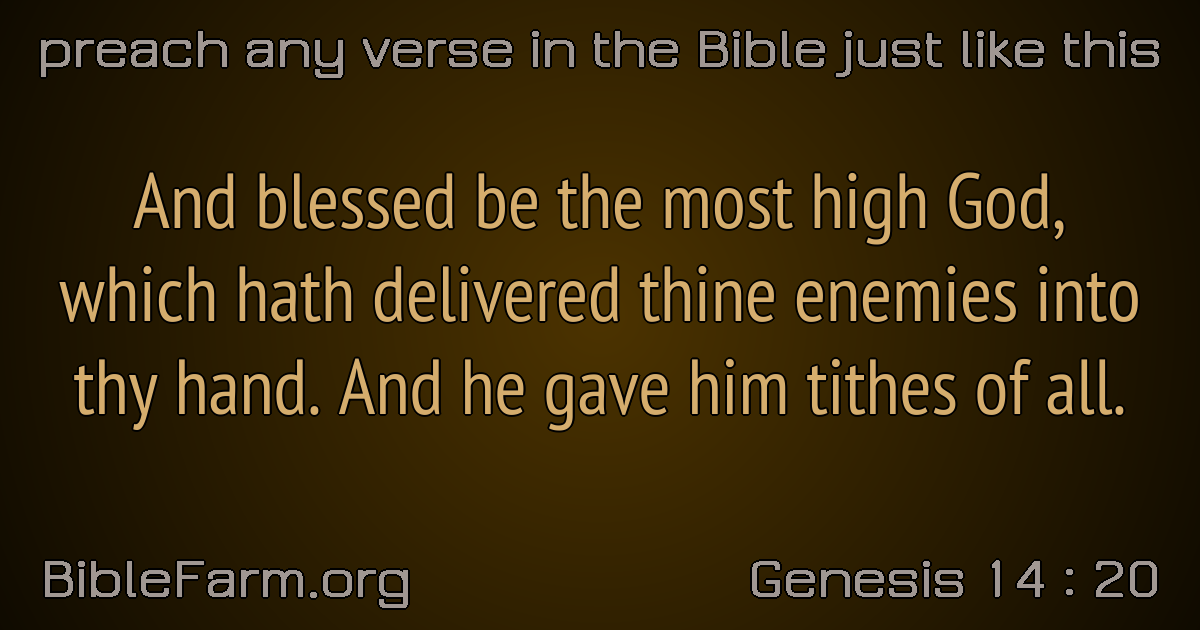 preach any verse in the Bible just like this
And blessed be the most high God,
which hath delivered thine enemies into
thy hand. And he gave him tithes of all.
BibleFarm.org
Genesis 14 : 20